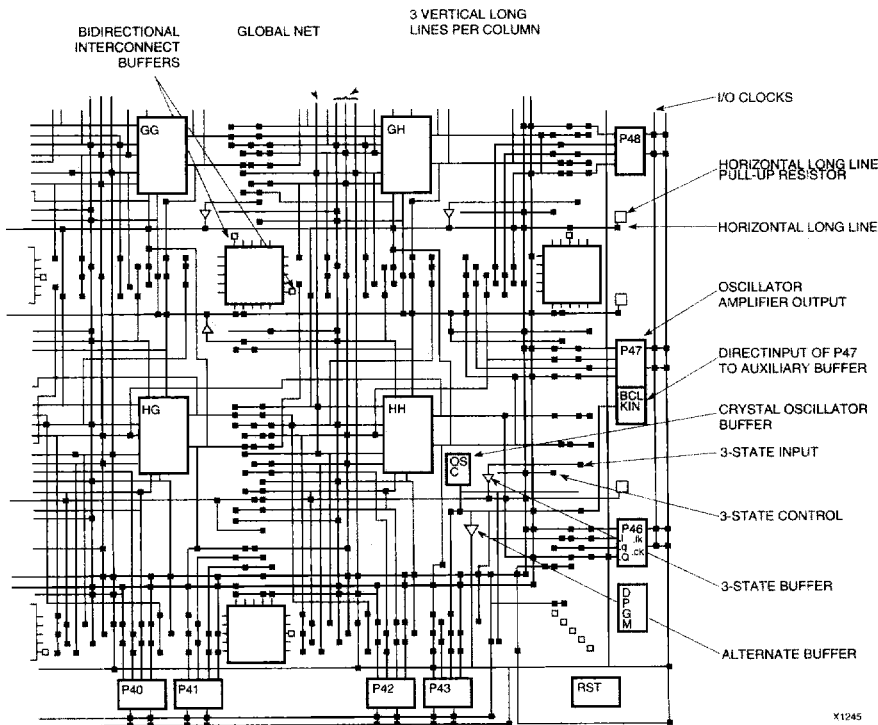 BIDIRECTIONAL
INTERCONNECT
BUFFERS
GLOBAL NET
3 VERTICAL LONG
LINES PER COLUMN
I/O CLOCKS
GG
GH
P48
HORIZONTAL LONG LINE
PULL-UP RESISTOR
HORIZONTAL LONG LINE
OSCILLATOR
AMPLIFIER OUTPUT
P47
BCL
KIN
DIRECTINPUT OF P47
TO AUXILIARY BUFFER
HG
HH
CRYSTAL OSCILLATOR
BUFFER
OS
C
3-STATE INPUT
3-STATE CONTROL
P46
.I .lk
.q
.Q .ck
3-STATE BUFFER
D
P
G
M
ALTERNATE BUFFER
P40
P41
P42
P43
RST
X1245